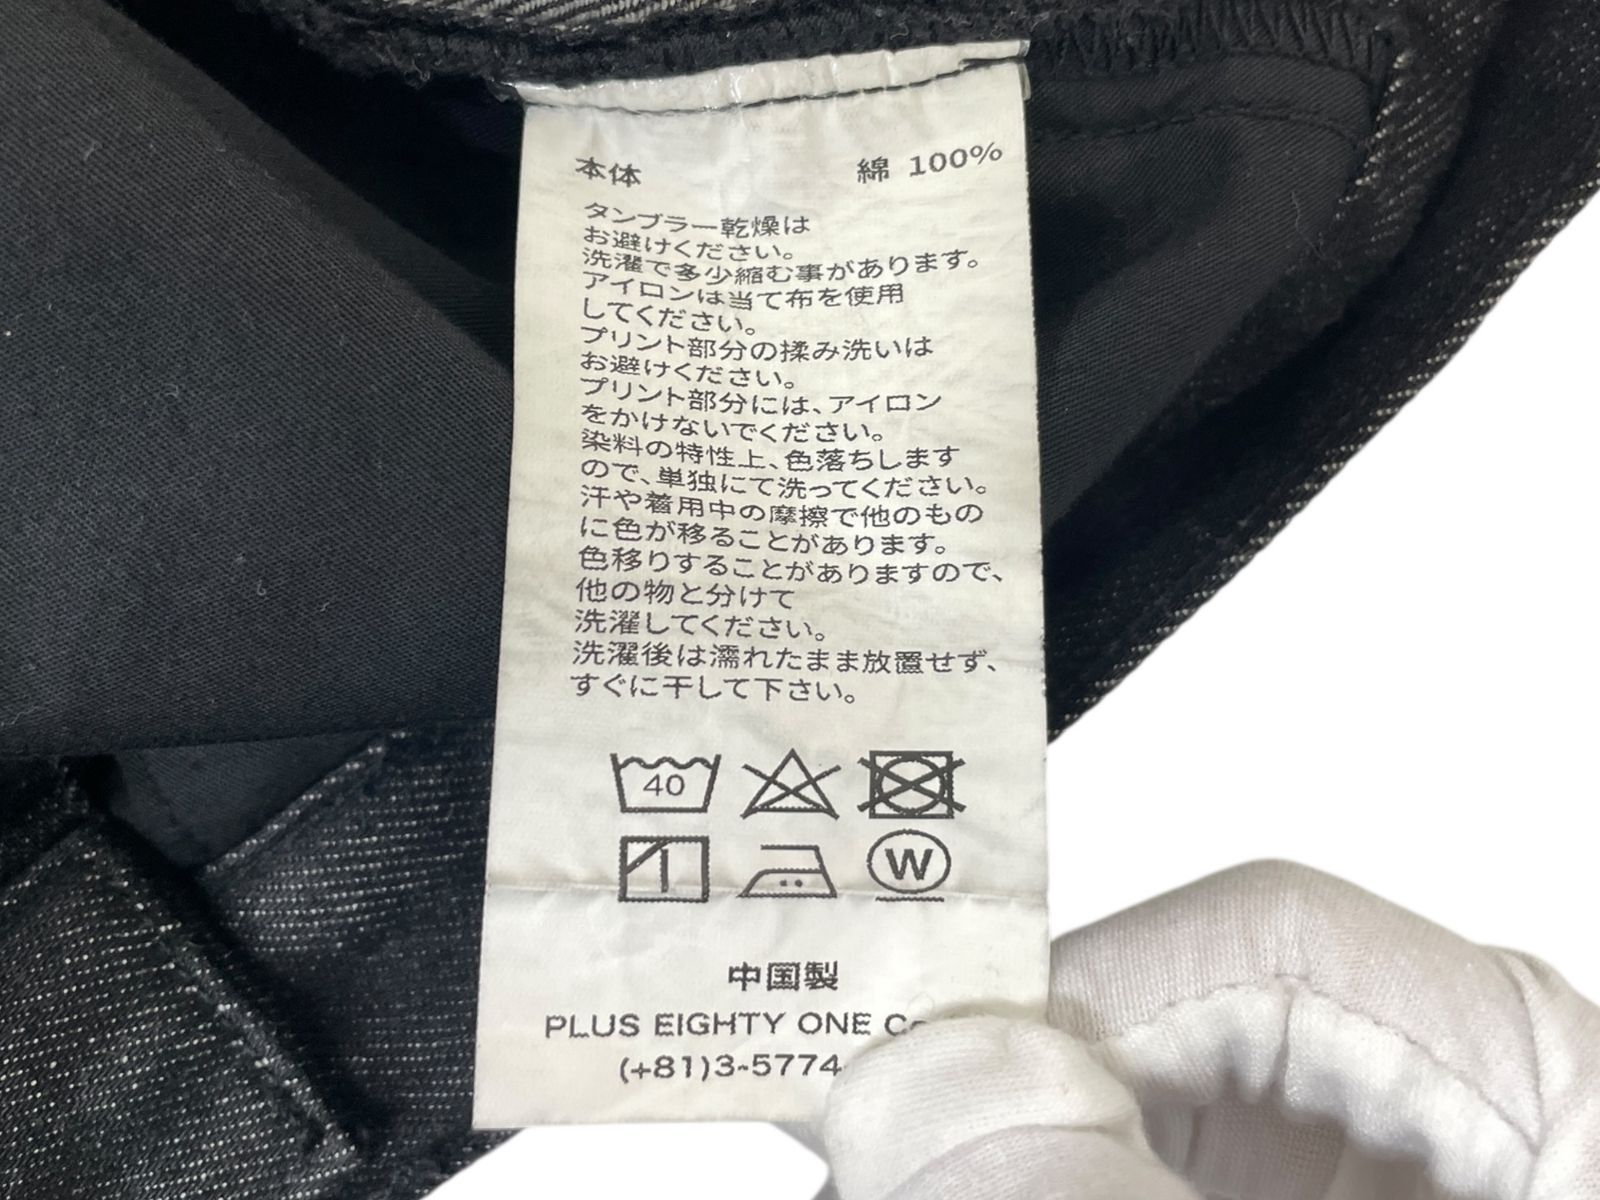 本体 綿 100%
タンブラー乾燥は
お避けください。
洗濯で多少縮む事があります。
アイロンは当て布を使用
してください。
プリント部分の揉み洗いは
お避けください。
プリント部分には、アイロン
をかけないでください。
染料の特性上、色落ちします
ので、単独にて洗ってください。
汗や着用中の摩擦で他のもの
に色が移ることがあります。
色移りすることがありますので、
他の物と分けて
洗濯してください。
洗濯後は濡れたまま放置せず、
すぐに干して下さい。
40
W
中国製
PLUS EIGHTY ONE
(+81)3-5774